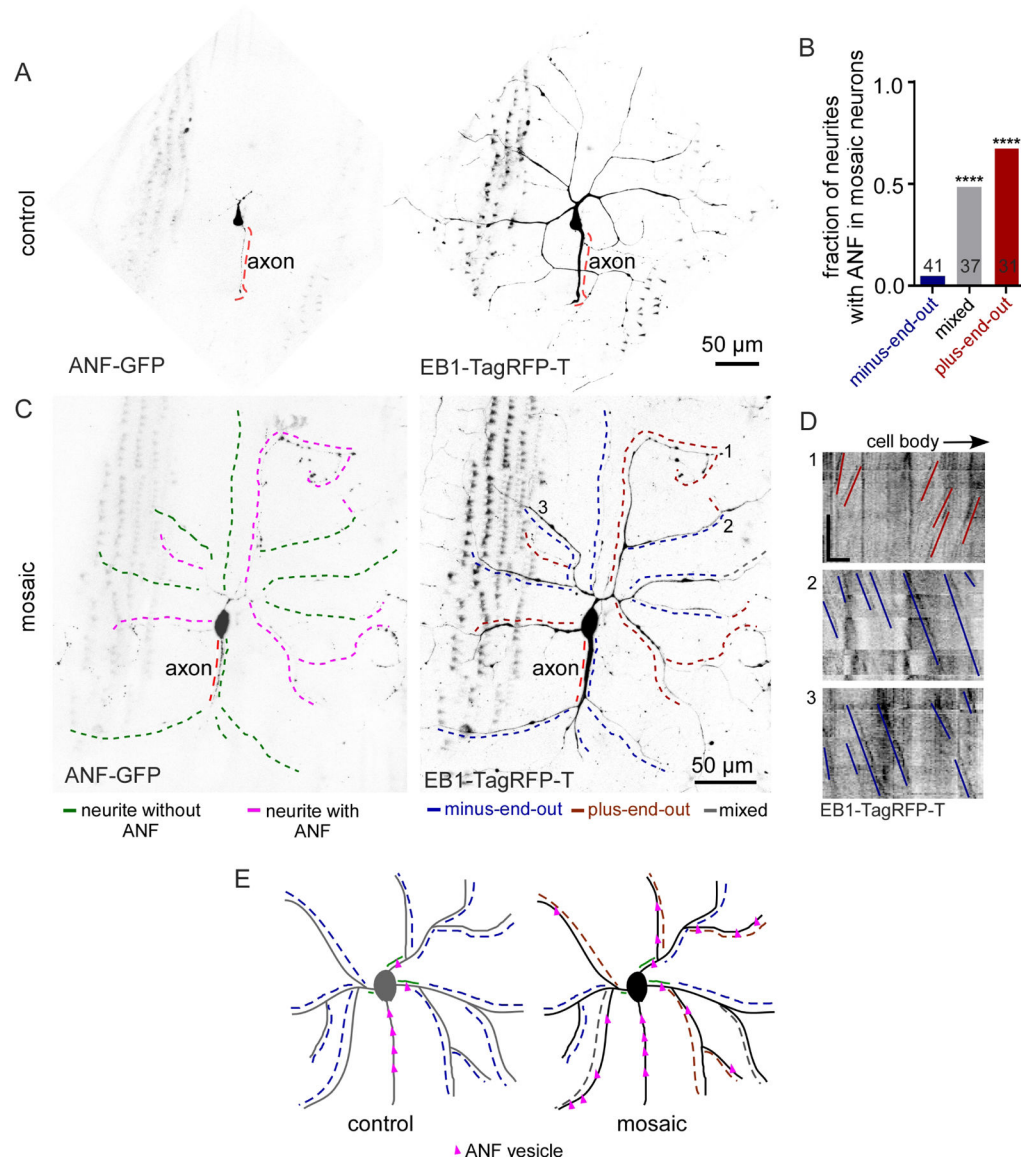 A
control
axon
ANF-GFP
axon
EB1-TagRFP-T
50 µm
B
fraction of neurites
with ANF in mosaic neurons
1.0
0.5
0.0
****
****
41
37
31
minus-end-out
mixed
plus-end-out
C
mosaic
axon
ANF-GFP
neurite without
ANF
neurite with
ANF
1
2
3
axon
EB1-TagRFP-T
50 µm
minus-end-out
plus-end-out
mixed
D
cell body
1
2
3
EB1-TagRFP-T
E
control
mosaic
ANF vesicle